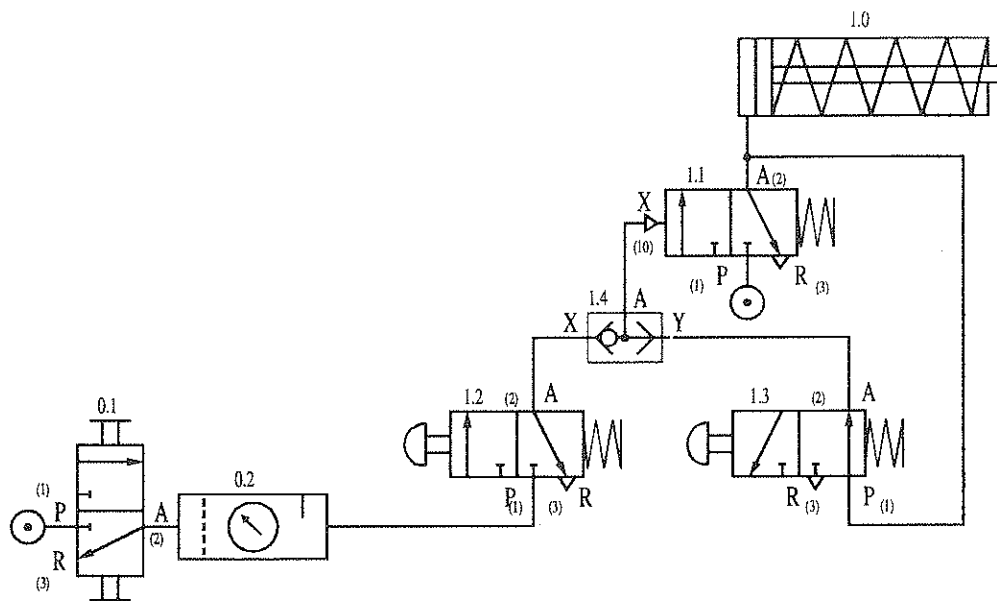 1.0
1.1 A (2)
X
(10)
P R (3)
(1)
1.4 A
X Y
1.2 (2) A
1.3 (2) A
P (1) (3) R
R (3) P (1)
0.1
0.2
(1)
P A
(2)
R
(3)